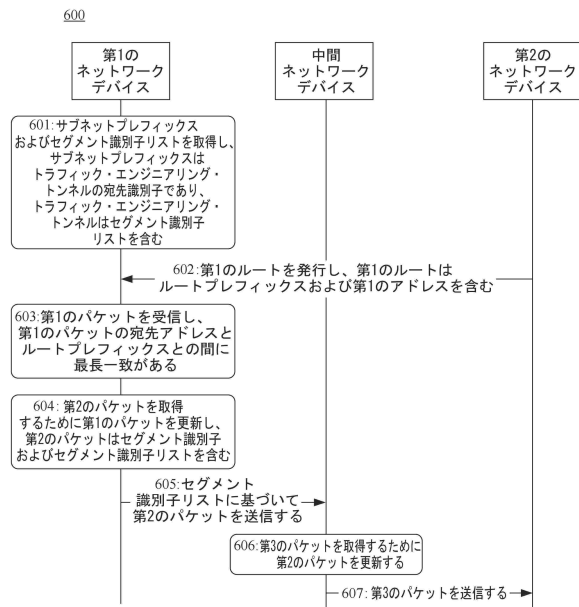 600
第1の
ネットワーク
デバイス
中間
ネットワーク
デバイス
第2の
ネットワーク
デバイス
601:サブネットプレフィックス
およびセグメント識別子リストを取得し、
サブネットプレフィックスは
トラフィック・エンジニアリング・
トンネルの宛先識別子であり、
トラフィック・エンジニアリング・
トンネルはセグメント識別子
リストを含む
602:第1のルートを発行し、第1のルートは
ルートプレフィックスおよび第1のアドレスを含む
603:第1のパケットを受信し、
第1のパケットの宛先アドレスと
ルートプレフィックスとの間に
最長一致がある
604:第2のパケットを取得
するために第1のパケットを更新し、
第2のパケットはセグメント識別子
およびセグメント識別子リストを含む
605:セグメント
識別子リストに基づいて
第2のパケットを送信する
606:第3のパケットを取得するために
第2のパケットを更新する
607:第3のパケットを送信する